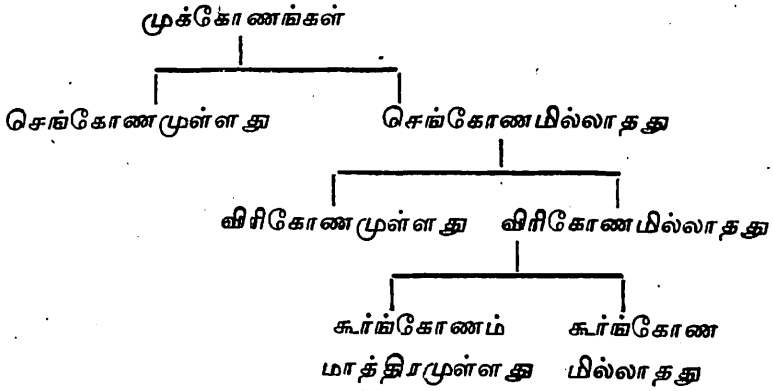 முக்கோணங்கள்
செங்கோணமுள்ளது செங்கோணமில்லாதது
விரிகோணமுள்ளது விரிகோணமில்லாதது
கூர்ங்கோணம் கூர்ங்கோண
மாத்திரமுள்ளது மில்லாதது